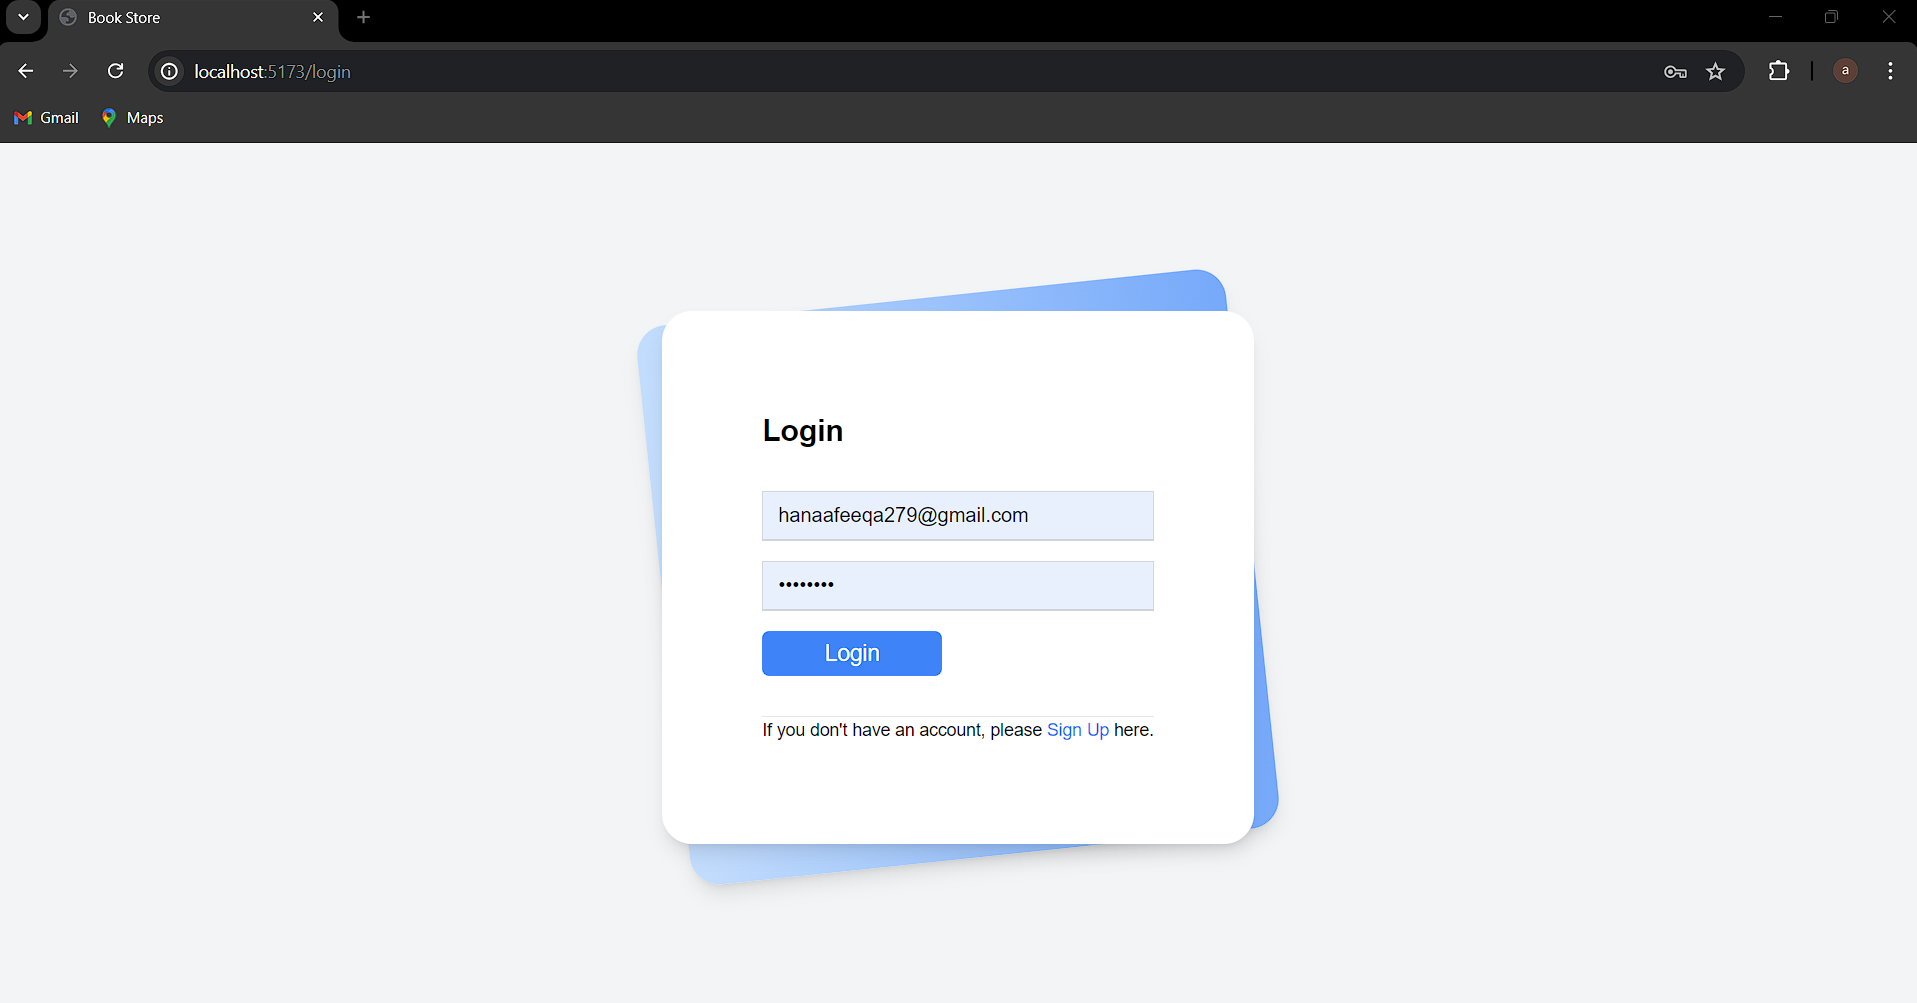 Book Store
localhost:5173/login
a
Gmail
Maps
Login
hanaafeeqa279@gmail.com
••••••••
Login
If you don't have an account, please Sign Up here.